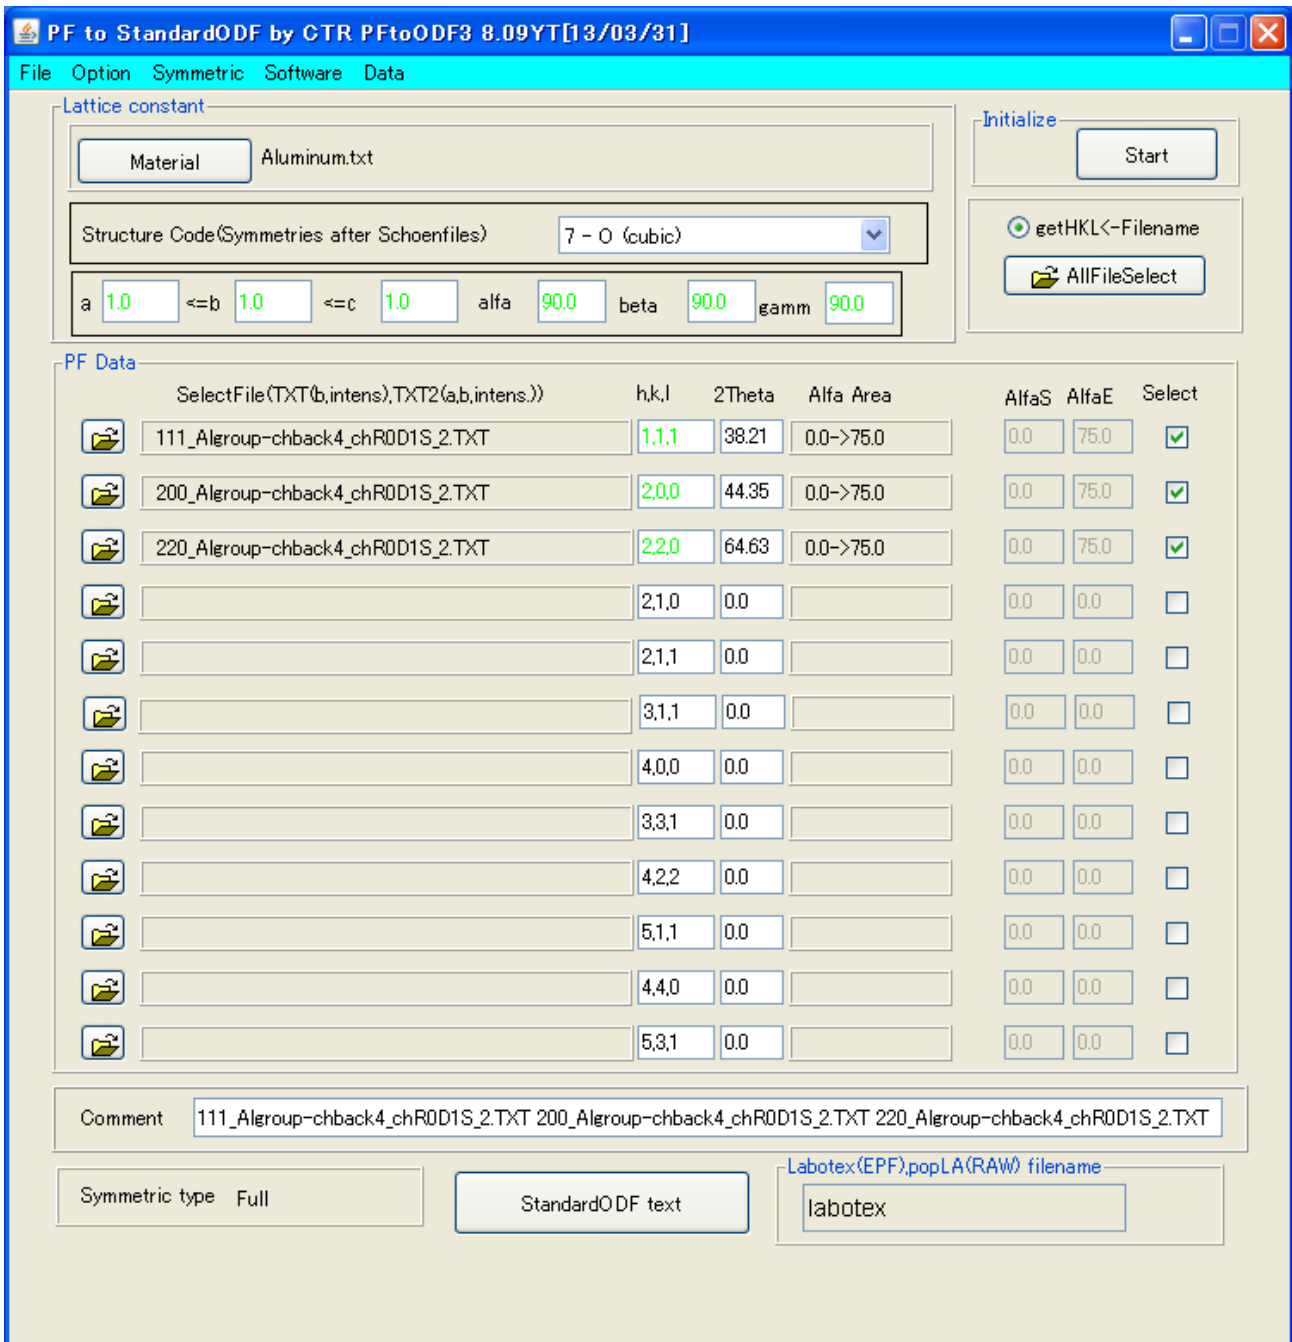 PF to StandardODF by CTR PFtoODF3 8.09YT[13/03/31]
File Option Symmetric Software Data
Lattice constant
Initialize
Material Aluminum.txt
Start
Structure Code(Symmetries after Schoenfiles) 7 - O (cubic)
getHKL<-Filename
AllFileSelect
a 1.0 <=b 1.0 <=c 1.0 alfa 90.0 beta 90.0 gamm 90.0
PF Data
SelectFile(TXT(b,intens),TXT2(a,b,intens.)) h,k,l 2Theta Alfa Area AlfaS AlfaE Select
111_Algroup-chback4_chR0D1S_2.TXT 1,1,1 38.21 0.0->75.0 0.0 75.0
200_Algroup-chback4_chR0D1S_2.TXT 2,0,0 44.35 0.0->75.0 0.0 75.0
220_Algroup-chback4_chR0D1S_2.TXT 2,2,0 64.63 0.0->75.0 0.0 75.0
2,1,0 0.0 0.0 0.0
2,1,1 0.0 0.0 0.0
3,1,1 0.0 0.0 0.0
4,0,0 0.0 0.0 0.0
3,3,1 0.0 0.0 0.0
4,2,2 0.0 0.0 0.0
5,1,1 0.0 0.0 0.0
4,4,0 0.0 0.0 0.0
5,3,1 0.0 0.0 0.0
Comment 111_Algroup-chback4_chR0D1S_2.TXT 200_Algroup-chback4_chR0D1S_2.TXT 220_Algroup-chback4_chR0D1S_2.TXT
Labotex(EPF),popLA(RAW) filename
Symmetric type Full
StandardODF text
labotex